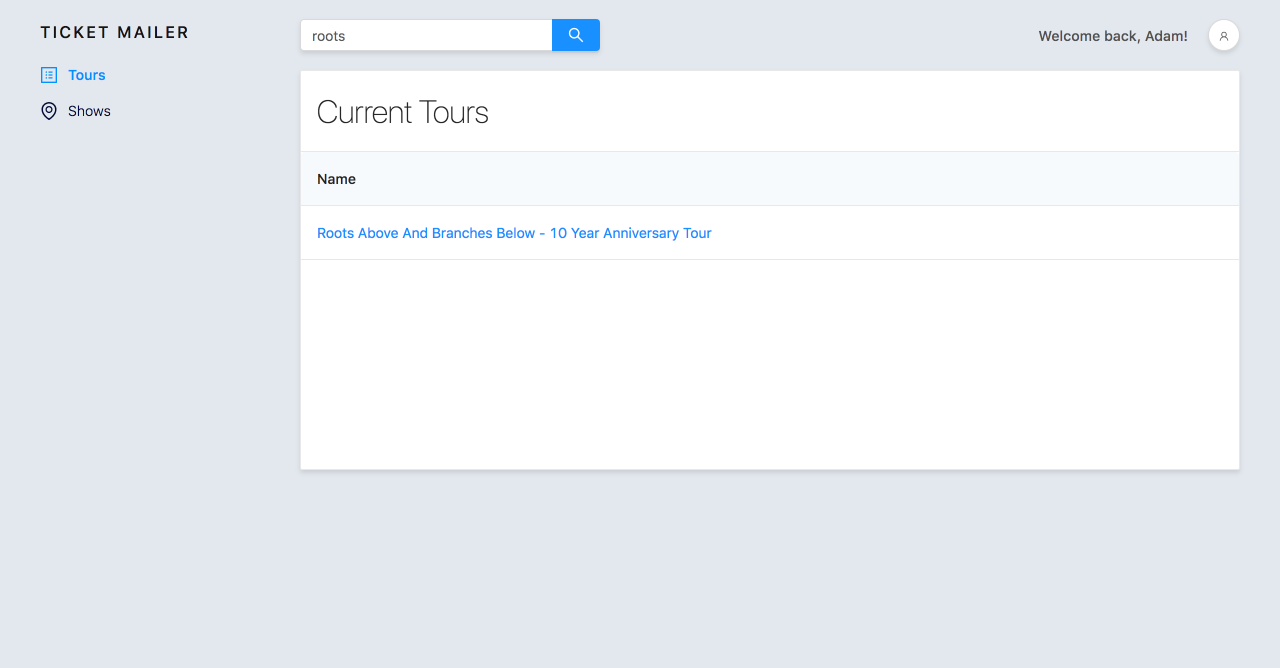 TICKET MAILER
roots
Welcome back, Adam!
Tours
Shows
Current Tours
Name
Roots Above And Branches Below - 10 Year Anniversary Tour